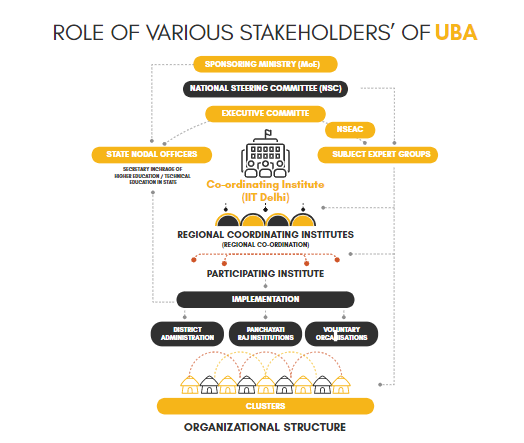 ROLE OF VARIOUS STAKEHOLDERS' OF UBA
SPONSORING MINISTRY (MoE)
NATIONAL STEERING COMMITTEE (NSC)
EXECUTIVE COMMITTE
NSEAC
STATE NODAL OFFICERS
SUBJECT EXPERT GROUPS
SECRETARY INCHRAGE OF
HIGHER EDUCATION / TECHNICAL
EDUCATION IN STATE
Co-ordinating Institute
(IIT Delhi)
REGIONAL COORDINATING INSTITUTES
(REGIONAL CO-ORDINATION)
PARTICIPATING INSTITUTE
IMPLEMENTATION
DISTRICT
ADMINISTRATION
PANCHAYATI
RAJ INSTITUTIONS
VOLUNTARY
ORGANISATIONS
CLUSTERS
ORGANIZATIONAL STRUCTURE